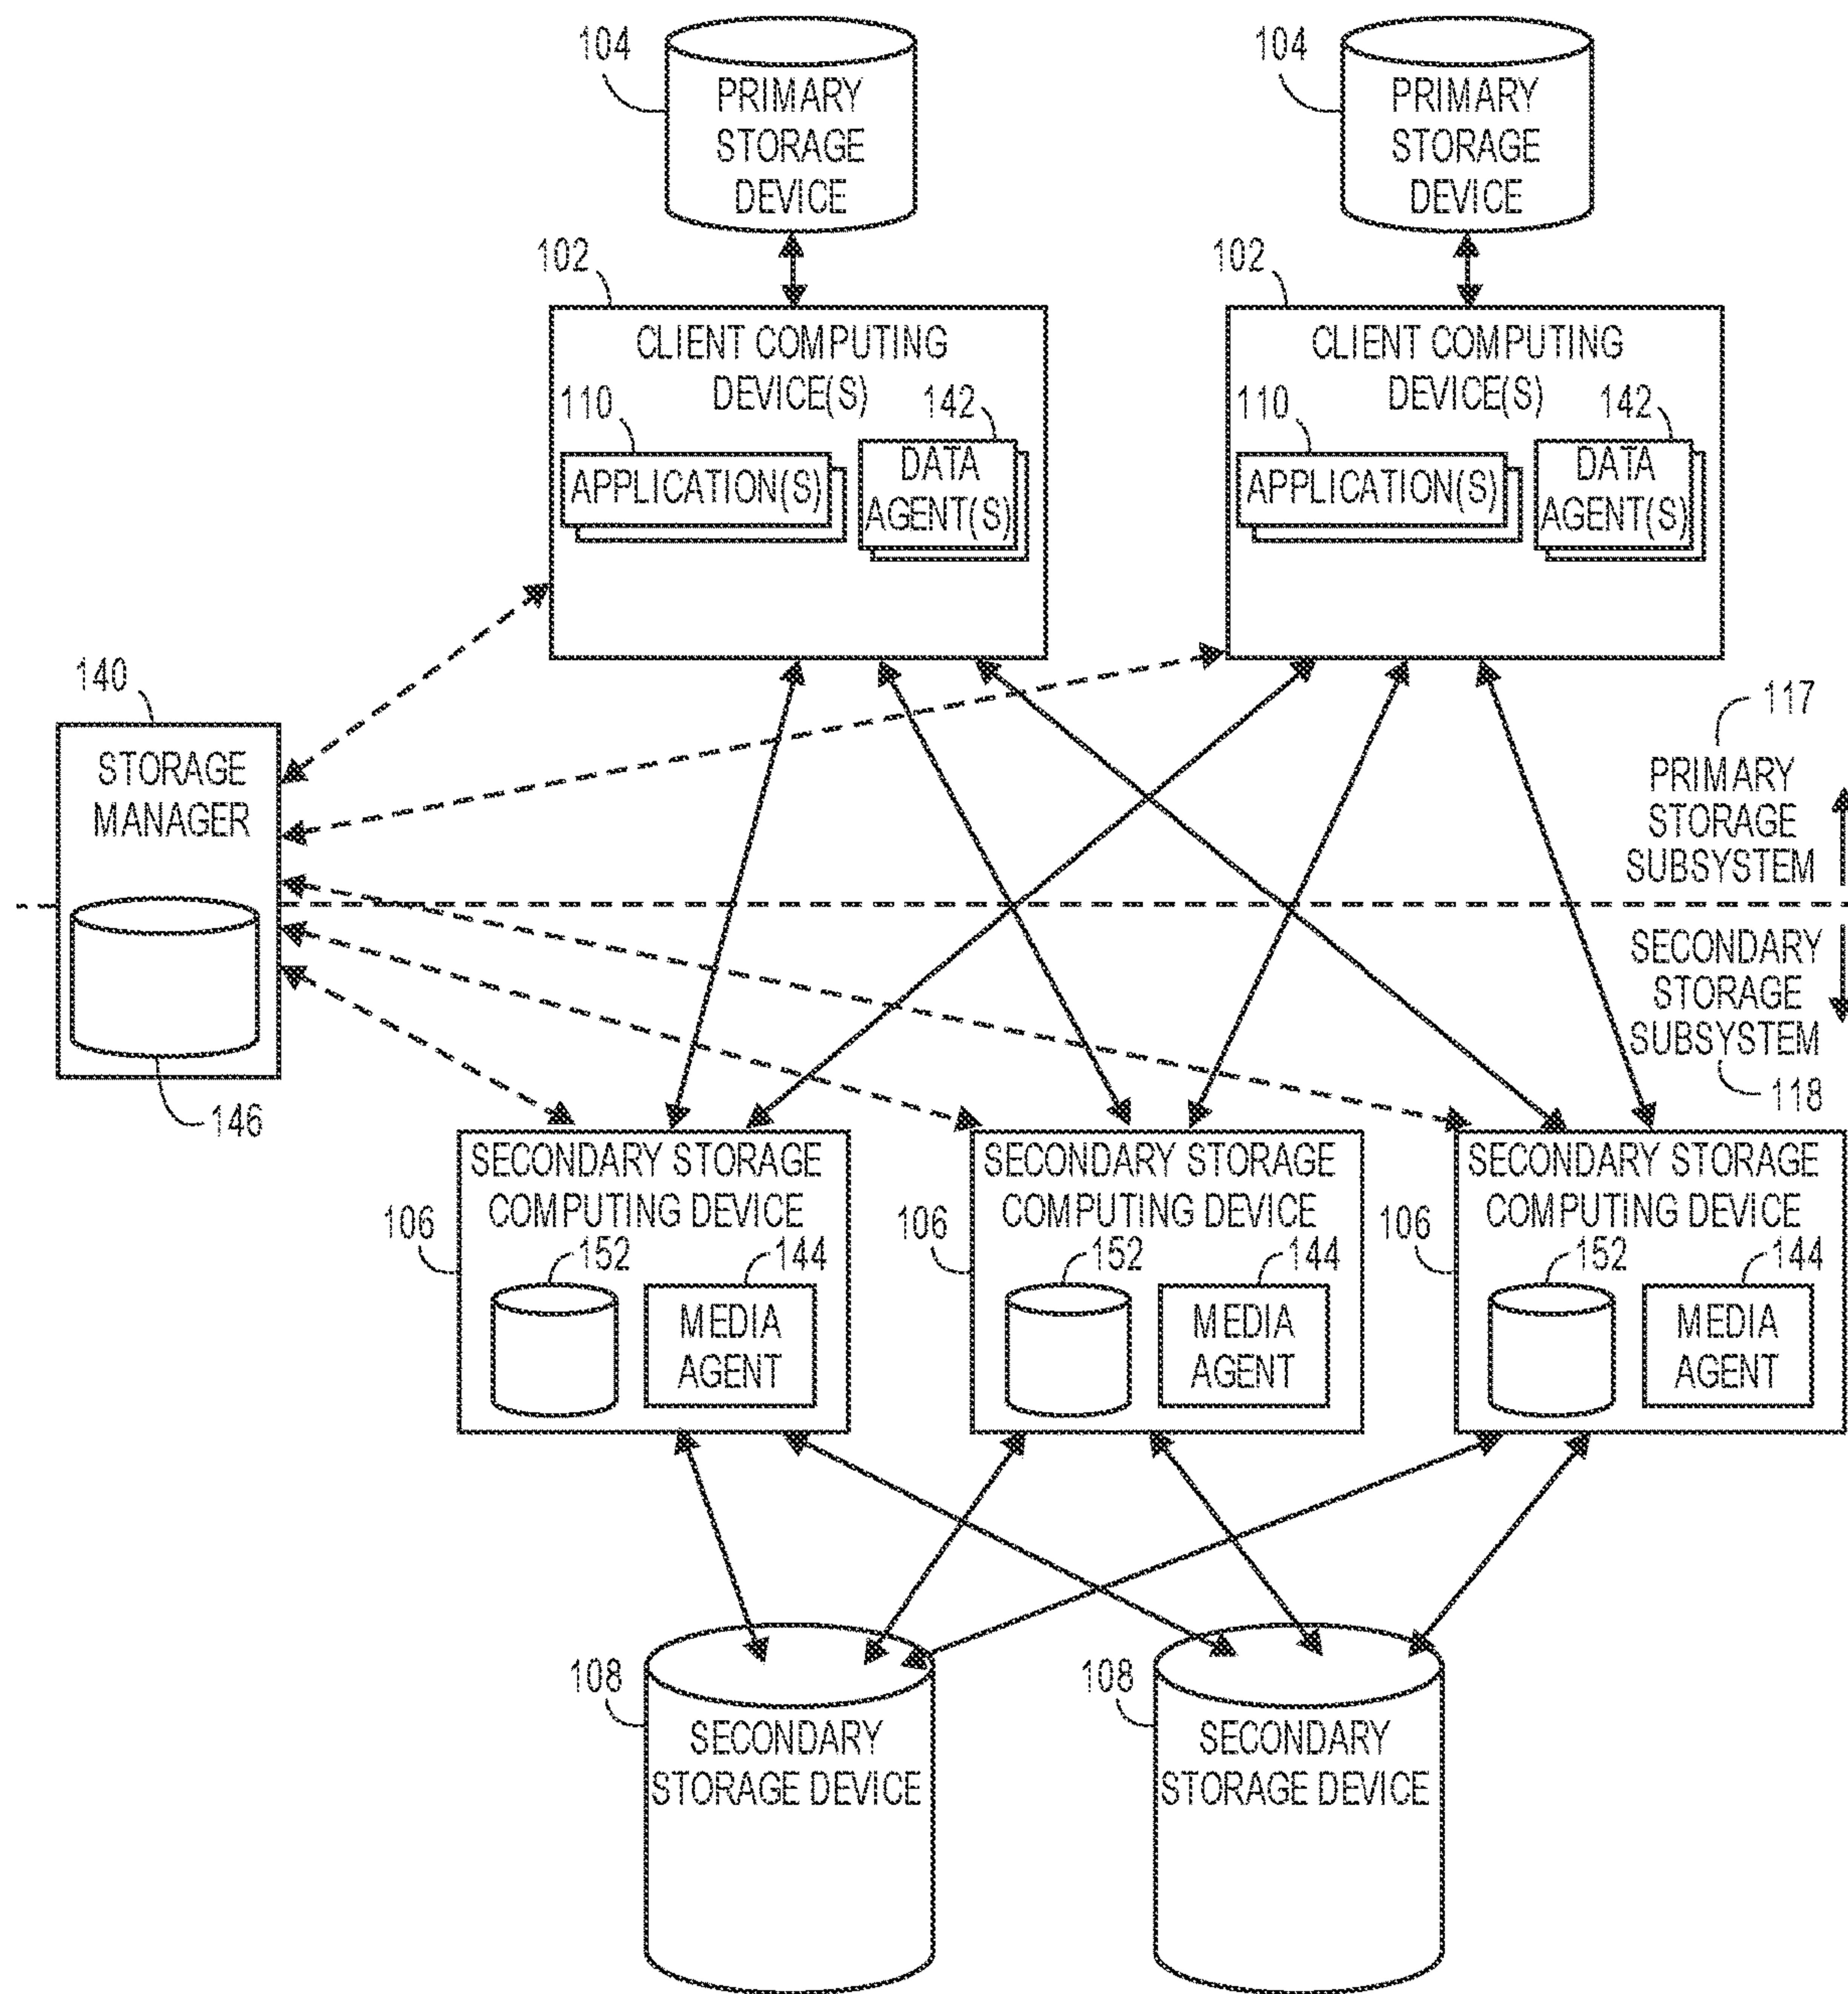 104
PRIMARY
STORAGE
DEVICE
104
PRIMARY
STORAGE
DEVICE
102
CLIENT COMPUTING
DEVICE(S)
110
142
APPLICATION(S)
DATA
AGENT(S)
102
CLIENT COMPUTING
DEVICE(S)
110
142
APPLICATION(S)
DATA
AGENT(S)
140
STORAGE
MANAGER
146
117
PRIMARY
STORAGE
SUBSYSTEM
SECONDARY
STORAGE
SUBSYSTEM
118
106
SECONDARY STORAGE
COMPUTING DEVICE
152
144
MEDIA
AGENT
106
SECONDARY STORAGE
COMPUTING DEVICE
152
144
MEDIA
AGENT
106
SECONDARY STORAGE
COMPUTING DEVICE
152
144
MEDIA
AGENT
108
SECONDARY
STORAGE DEVICE
108
SECONDARY
STORAGE DEVICE